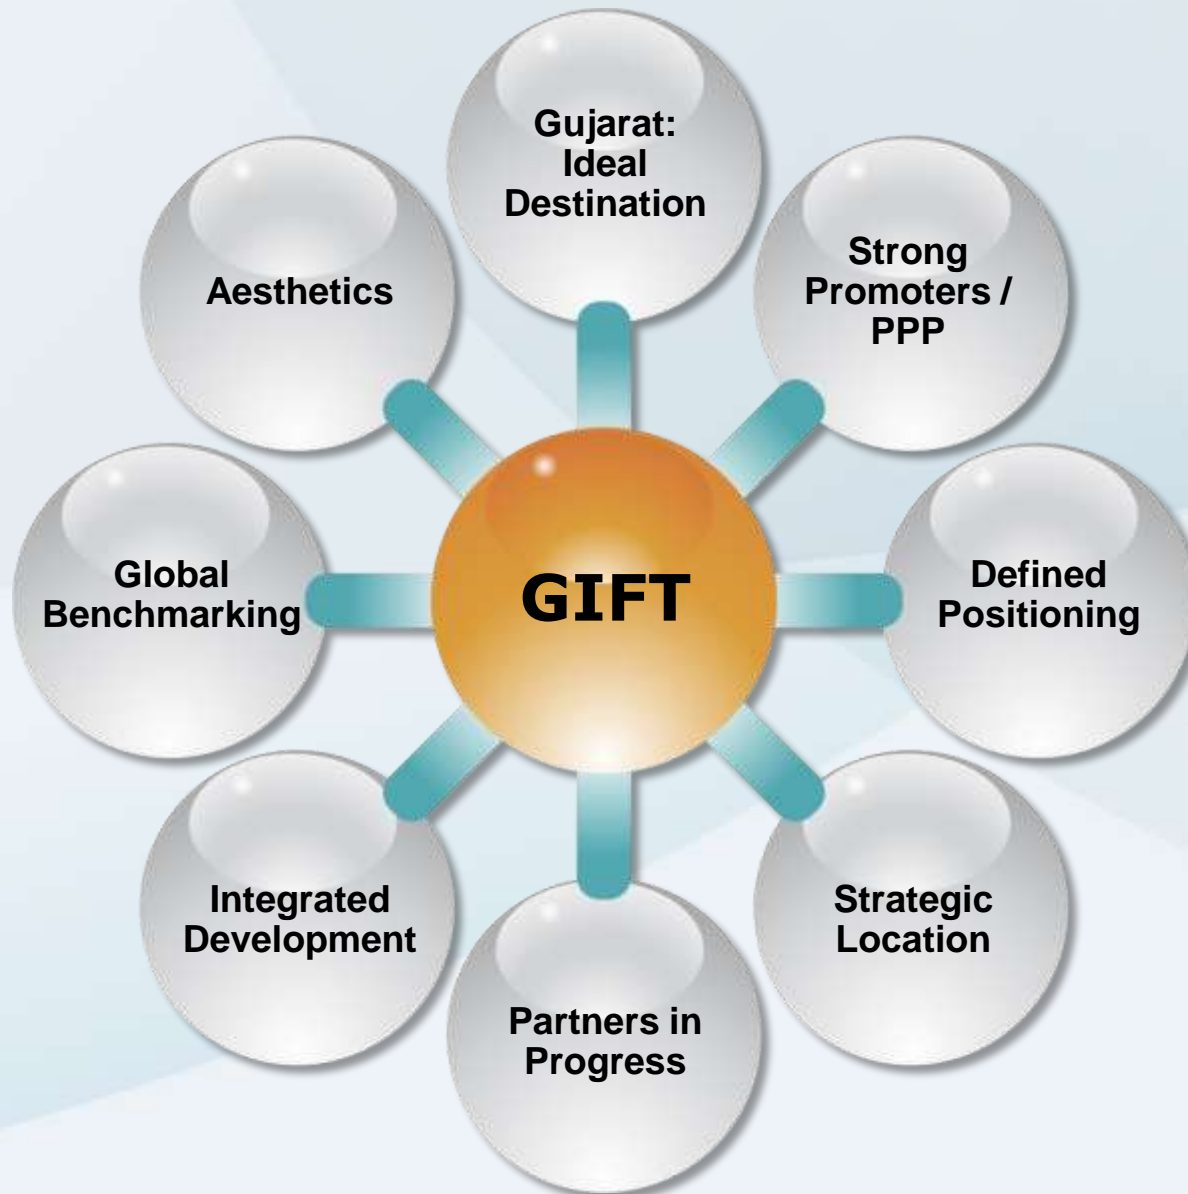 Gujarat:
Ideal
Destination
Strong
Promoters /
PPP
Defined
Positioning
Strategic
Location
Partners in
Progress
Integrated
Development
Global
Benchmarking
Aesthetics
GIFT